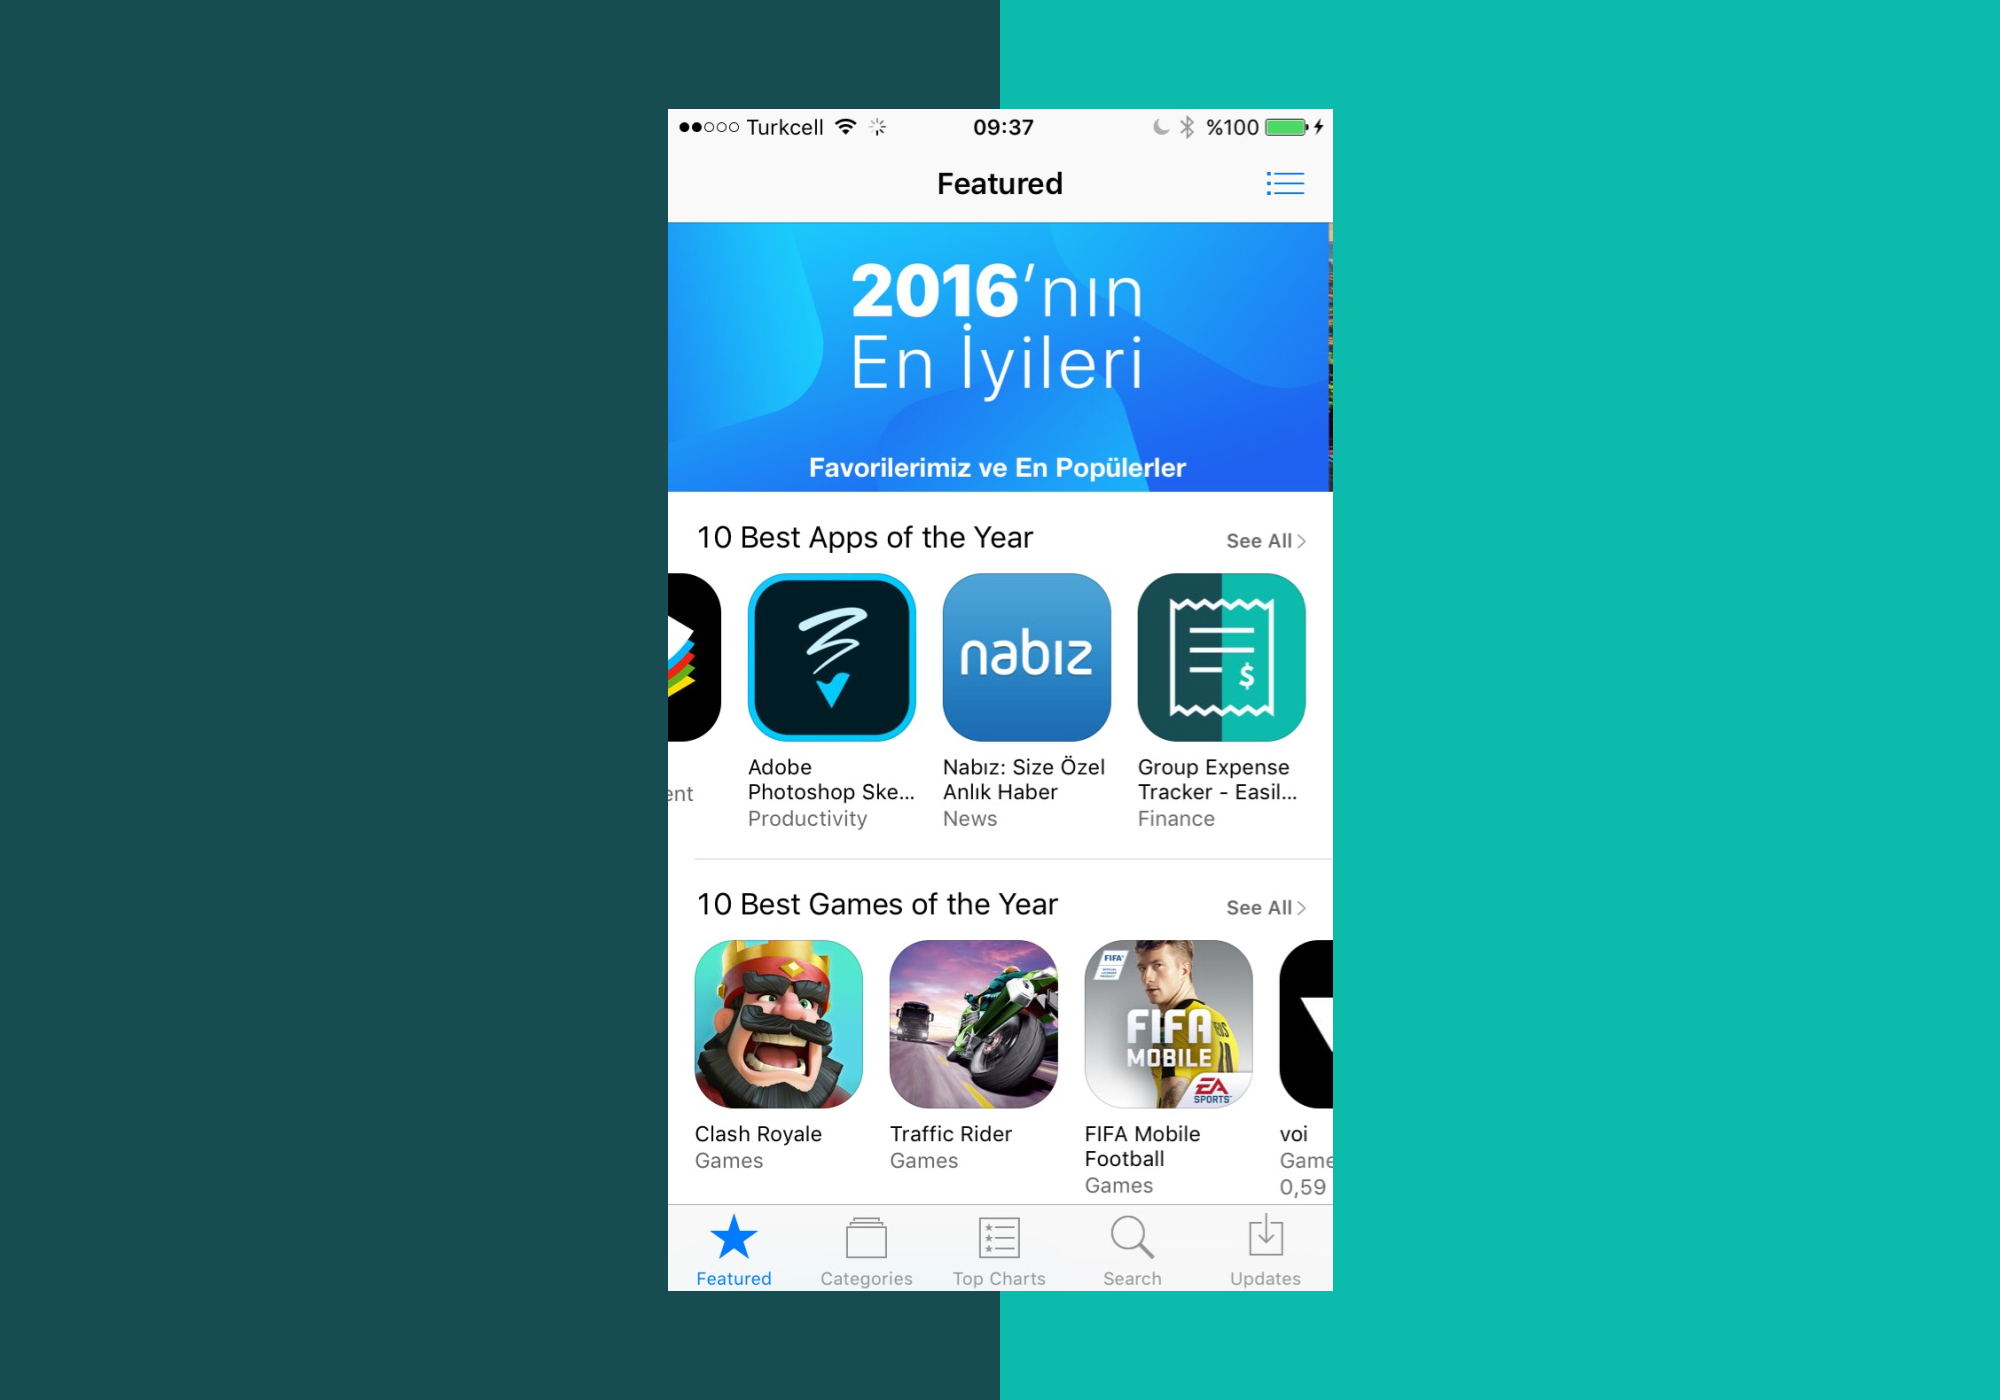 Turkcell 09:37 %100
Featured
2016’nın
En İyileri
Favorilerimiz ve En Popülerler
10 Best Apps of the Year See All
nabız
$
ent
Adobe
Photoshop Ske...
Productivity
Nabız: Size Özel
Anlık Haber
News
Group Expense
Tracker - Easil...
Finance
10 Best Games of the Year See All
FIFA
FIFA
MOBILE
EA
SPORTS
Clash Royale
Games
Traffic Rider
Games
FIFA Mobile
Football
Games
voi
Game
0,59
Featured Categories Top Charts Search Updates